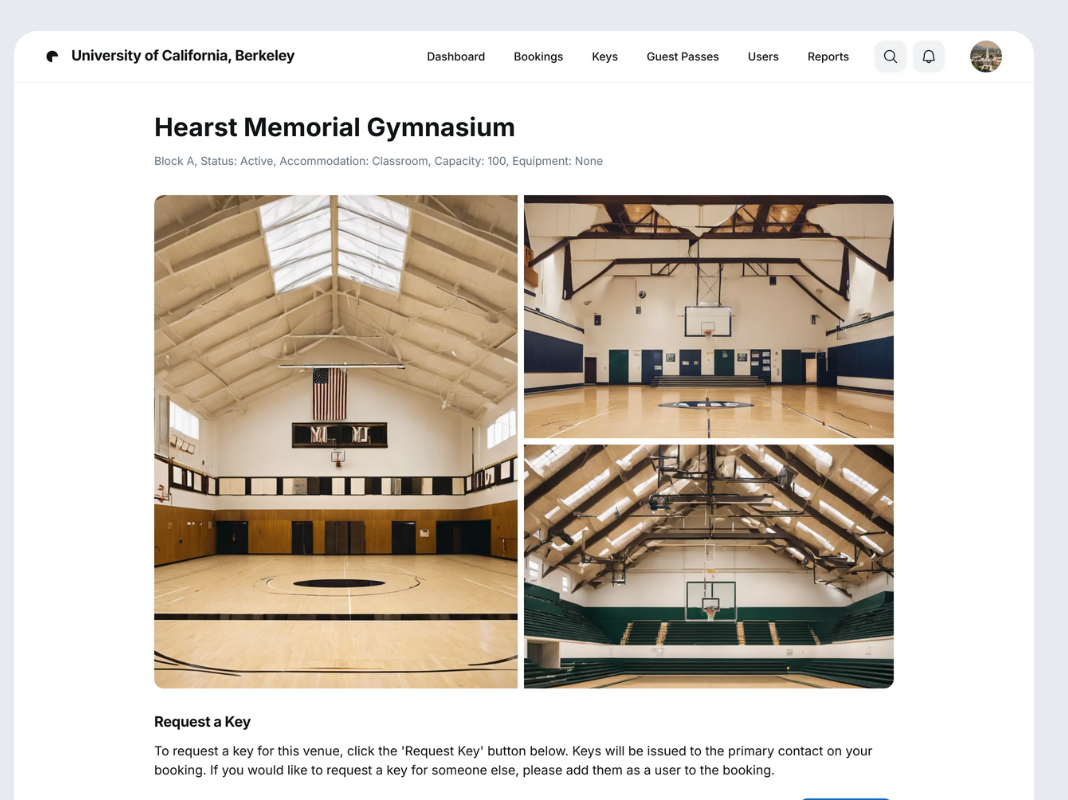 University of California, Berkeley
Dashboard
Bookings
Keys
Guest Passes
Users
Reports
Hearst Memorial Gymnasium
Block A, Status: Active, Accommodation: Classroom, Capacity: 100, Equipment: None
Request a Key
To request a key for this venue, click the 'Request Key' button below. Keys will be issued to the primary contact on your
booking. If you would like to request a key for someone else, please add them as a user to the booking.